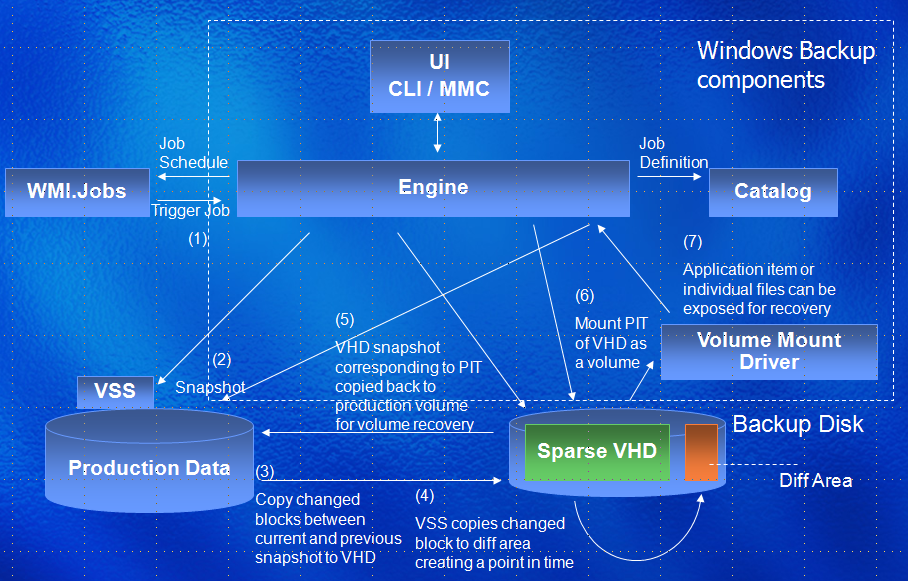 Windows Backup
components
UI
CLI / MMC
Job
Schedule
Job
Definition
WMI.Jobs
Engine
Catalog
Trigger Job
(1)
(7)
Application item or
individual files can be
exposed for recovery
(6)
Mount PIT
of VHD as
a volume
(5)
VHD snapshot
corresponding to PIT
copied back to
production volume
for volume recovery
Volume Mount
Driver
(2)
Snapshot
VSS
Backup Disk
Production Data
Sparse VHD
Diff Area
(3)
Copy changed
blocks between
current and previous
snapshot to VHD
(4)
VSS copies changed
block to diff area
creating a point in time